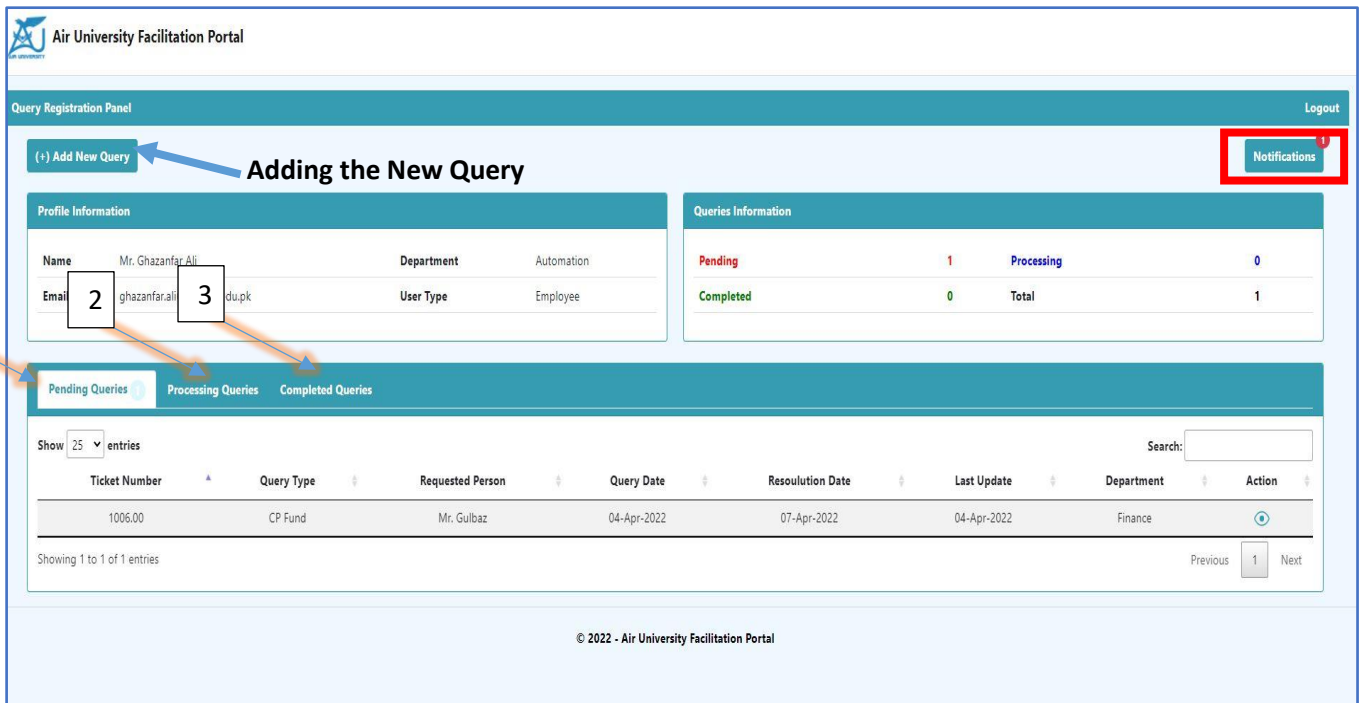 Air University Facilitation Portal
AIR UNIVERSITY
Query Registration Panel Logout
(+) Add New Query Adding the New Query Notifications 1
Profile Information Queries Information
Name Mr. Ghazanfar Ali Department Automation Pending 1 Processing 0
Email ghazanfar.ali du.pk User Type Employee Completed 0 Total 1
2 3
Pending Queries Processing Queries Completed Queries
Show 25 entries Search:
Ticket Number Query Type Requested Person Query Date Resoulution Date Last Update Department Action
1006.00 CP Fund Mr. Gulbaz 04-Apr-2022 07-Apr-2022 04-Apr-2022 Finance
Showing 1 to 1 of 1 entries Previous 1 Next
© 2022 - Air University Facilitation Portal